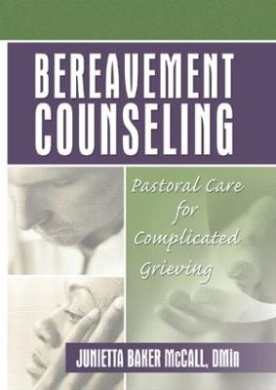 BEREAVEMENT
COUNSELING
Pastoral Care
for
Complicated
Grieving
JUNIETTA BAKER McCALL, DMin